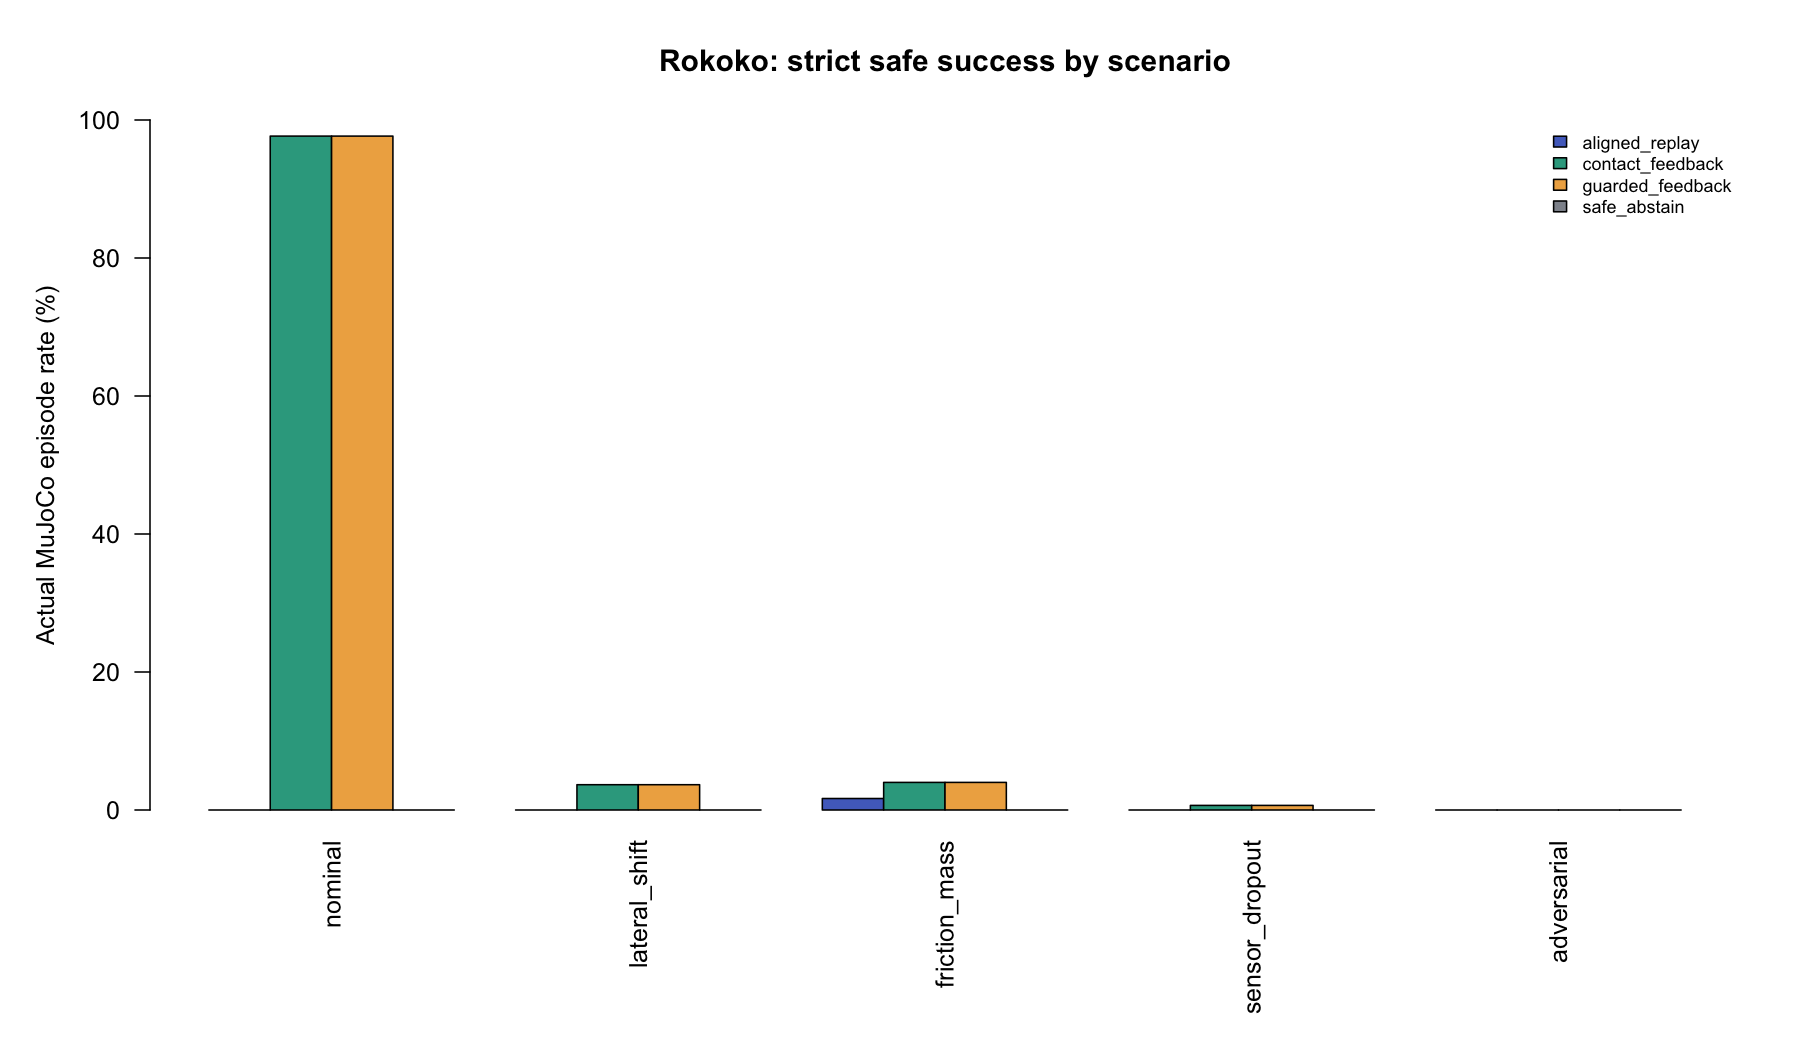 Rokoko: strict safe success by scenario
Actual MuJoCo episode rate (%)
100
80
60
40
20
0
aligned_replay
contact_feedback
guarded_feedback
safe_abstain
nominal
lateral_shift
friction_mass
sensor_dropout
adversarial